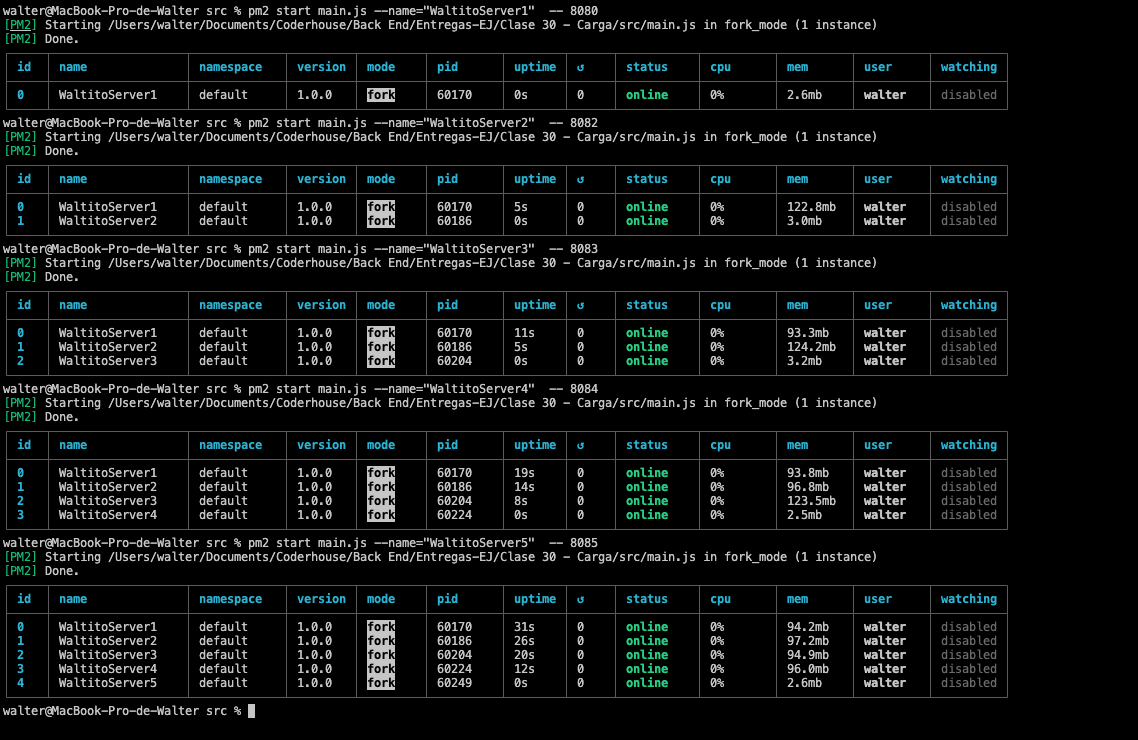 walter@MacBook-Pro-de-Walter src % pm2 start main.js --name="WaltitoServer1"  -- 8080
[PM2] Starting /Users/walter/Documents/Coderhouse/Back End/Entregas-EJ/Clase 30 - Carga/src/main.js in fork_mode (1 instance)
[PM2] Done.
id name namespace version mode pid uptime ↺ status cpu mem user watching
0 WaltitoServer1 default 1.0.0 fork 60170 0s 0 online 0% 2.6mb walter disabled
walter@MacBook-Pro-de-Walter src % pm2 start main.js --name="WaltitoServer2"  -- 8082
[PM2] Starting /Users/walter/Documents/Coderhouse/Back End/Entregas-EJ/Clase 30 - Carga/src/main.js in fork_mode (1 instance)
[PM2] Done.
id name namespace version mode pid uptime ↺ status cpu mem user watching
0 WaltitoServer1 default 1.0.0 fork 60170 5s 0 online 0% 122.8mb walter disabled
1 WaltitoServer2 default 1.0.0 fork 60186 0s 0 online 0% 3.0mb walter disabled
walter@MacBook-Pro-de-Walter src % pm2 start main.js --name="WaltitoServer3"  -- 8083
[PM2] Starting /Users/walter/Documents/Coderhouse/Back End/Entregas-EJ/Clase 30 - Carga/src/main.js in fork_mode (1 instance)
[PM2] Done.
id name namespace version mode pid uptime ↺ status cpu mem user watching
0 WaltitoServer1 default 1.0.0 fork 60170 11s 0 online 0% 93.3mb walter disabled
1 WaltitoServer2 default 1.0.0 fork 60186 5s 0 online 0% 124.2mb walter disabled
2 WaltitoServer3 default 1.0.0 fork 60204 0s 0 online 0% 3.2mb walter disabled
walter@MacBook-Pro-de-Walter src % pm2 start main.js --name="WaltitoServer4"  -- 8084
[PM2] Starting /Users/walter/Documents/Coderhouse/Back End/Entregas-EJ/Clase 30 - Carga/src/main.js in fork_mode (1 instance)
[PM2] Done.
id name namespace version mode pid uptime ↺ status cpu mem user watching
0 WaltitoServer1 default 1.0.0 fork 60170 19s 0 online 0% 93.8mb walter disabled
1 WaltitoServer2 default 1.0.0 fork 60186 14s 0 online 0% 96.8mb walter disabled
2 WaltitoServer3 default 1.0.0 fork 60204 8s 0 online 0% 123.5mb walter disabled
3 WaltitoServer4 default 1.0.0 fork 60224 0s 0 online 0% 2.5mb walter disabled
walter@MacBook-Pro-de-Walter src % pm2 start main.js --name="WaltitoServer5"  -- 8085
[PM2] Starting /Users/walter/Documents/Coderhouse/Back End/Entregas-EJ/Clase 30 - Carga/src/main.js in fork_mode (1 instance)
[PM2] Done.
id name namespace version mode pid uptime ↺ status cpu mem user watching
0 WaltitoServer1 default 1.0.0 fork 60170 31s 0 online 0% 94.2mb walter disabled
1 WaltitoServer2 default 1.0.0 fork 60186 26s 0 online 0% 97.2mb walter disabled
2 WaltitoServer3 default 1.0.0 fork 60204 20s 0 online 0% 94.9mb walter disabled
3 WaltitoServer4 default 1.0.0 fork 60224 12s 0 online 0% 96.0mb walter disabled
4 WaltitoServer5 default 1.0.0 fork 60249 0s 0 online 0% 2.6mb walter disabled
walter@MacBook-Pro-de-Walter src %